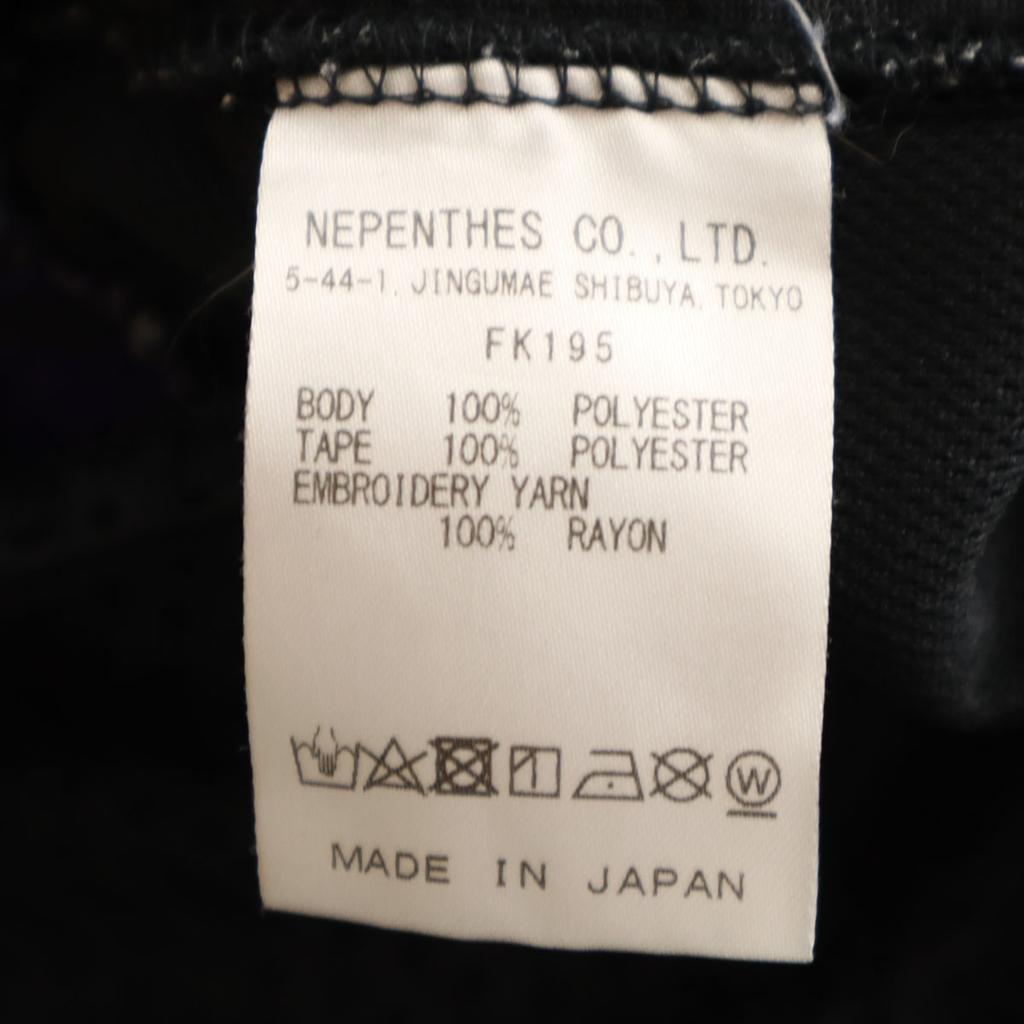 NEPENTHES CO., LTD.
5-44-1, JINGUMAE SHIBUYA, TOKYO
FK195
BODY 100% POLYESTER
TAPE 100% POLYESTER
EMBROIDERY YARN
100% RAYON
W
MADE IN JAPAN